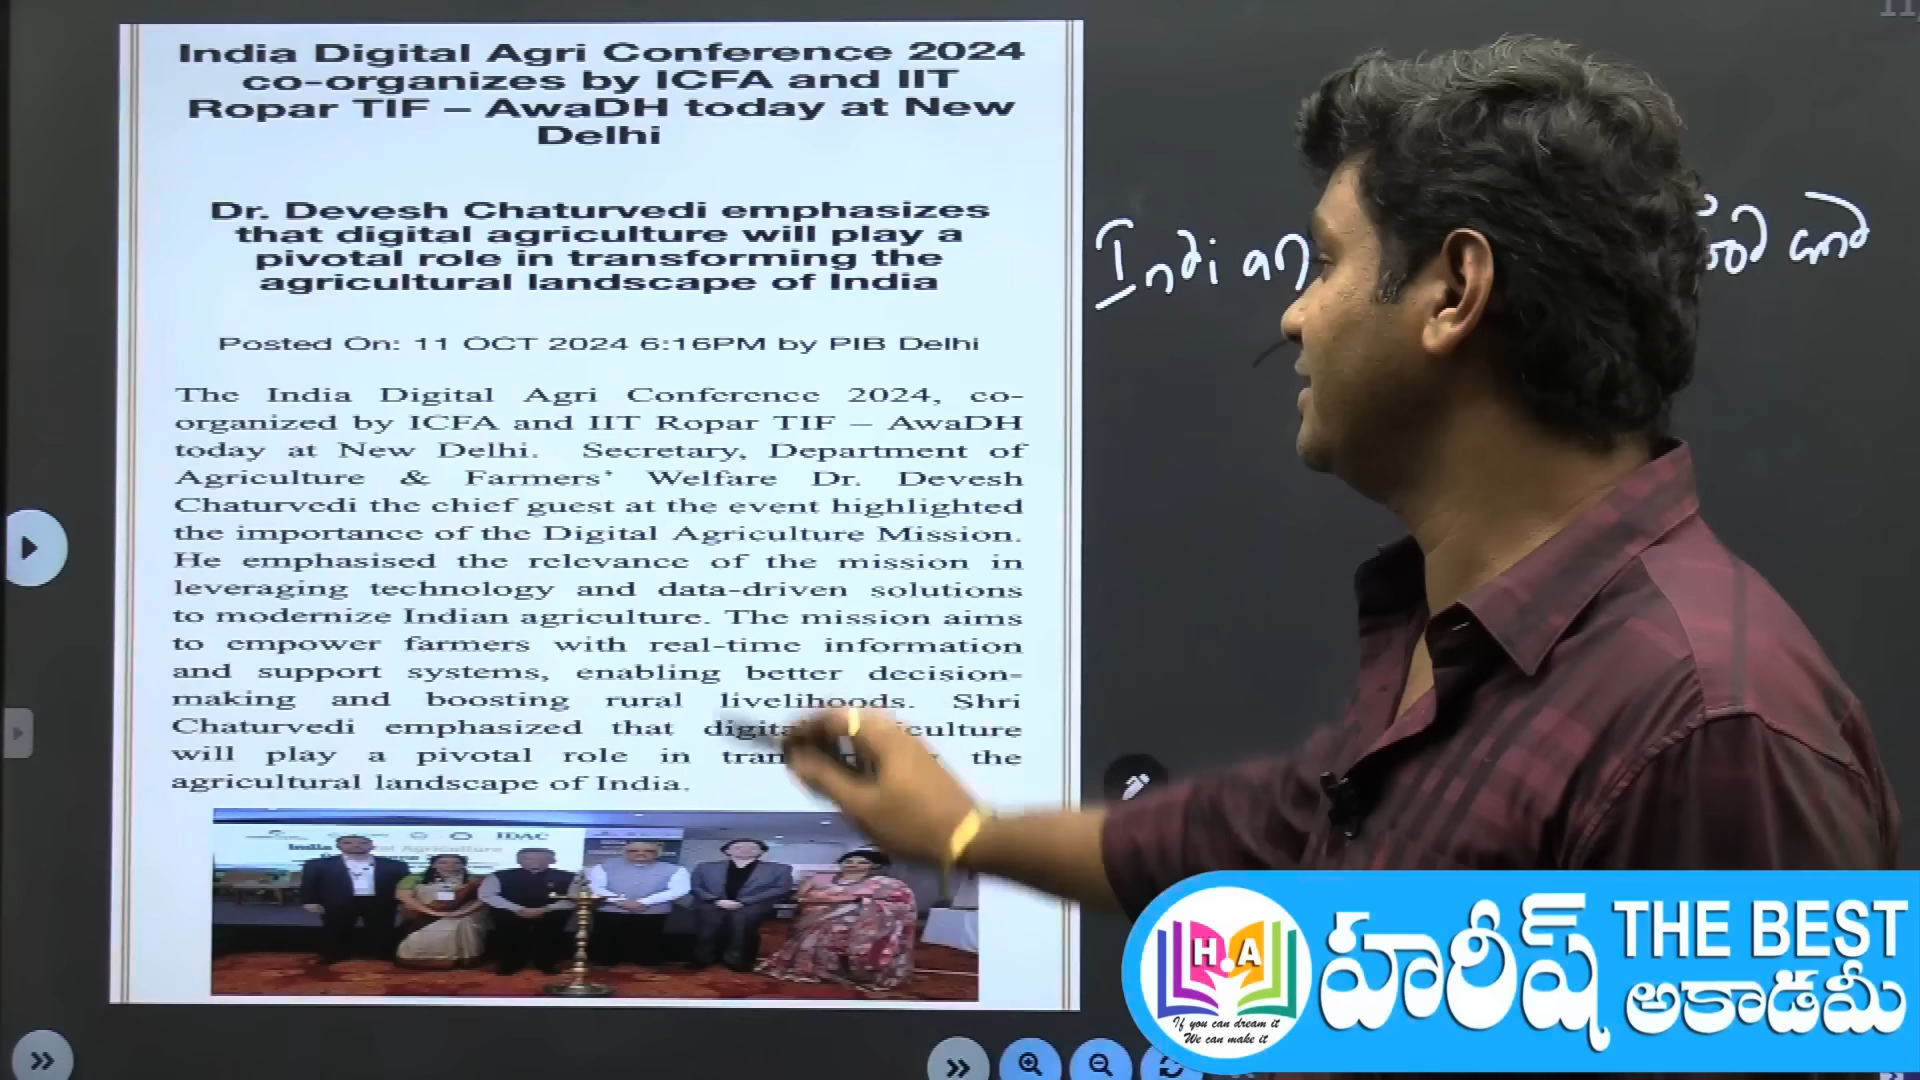 India Digital Agri Conference 2024
co-organizes by ICFA and IIT
Ropar TIF – AwaDH today at New
Delhi
Dr. Devesh Chaturvedi emphasizes
that digital agriculture will play a
pivotal role in transforming the
agricultural landscape of India
Posted On: 11 OCT 2024 6:16PM by PIB Delhi
The India Digital Agri Conference 2024, co-
organized by ICFA and IIT Ropar TIF – AwaDH
today at New Delhi. Secretary, Department of
Agriculture & Farmers' Welfare Dr. Devesh
Chaturvedi the chief guest at the event highlighted
the importance of the Digital Agriculture Mission.
He emphasised the relevance of the mission in
leveraging technology and data-driven solutions
to modernize Indian agriculture. The mission aims
to empower farmers with real-time information
and support systems, enabling better decision-
making and boosting rural livelihoods. Shri
Chaturvedi emphasized that
will play a pivotal role in the
agricultural landscape of India.
IDAC
Indian and
H.A
If you can dream it
We can make it
హరీష్ THE BEST
అకాడమీ